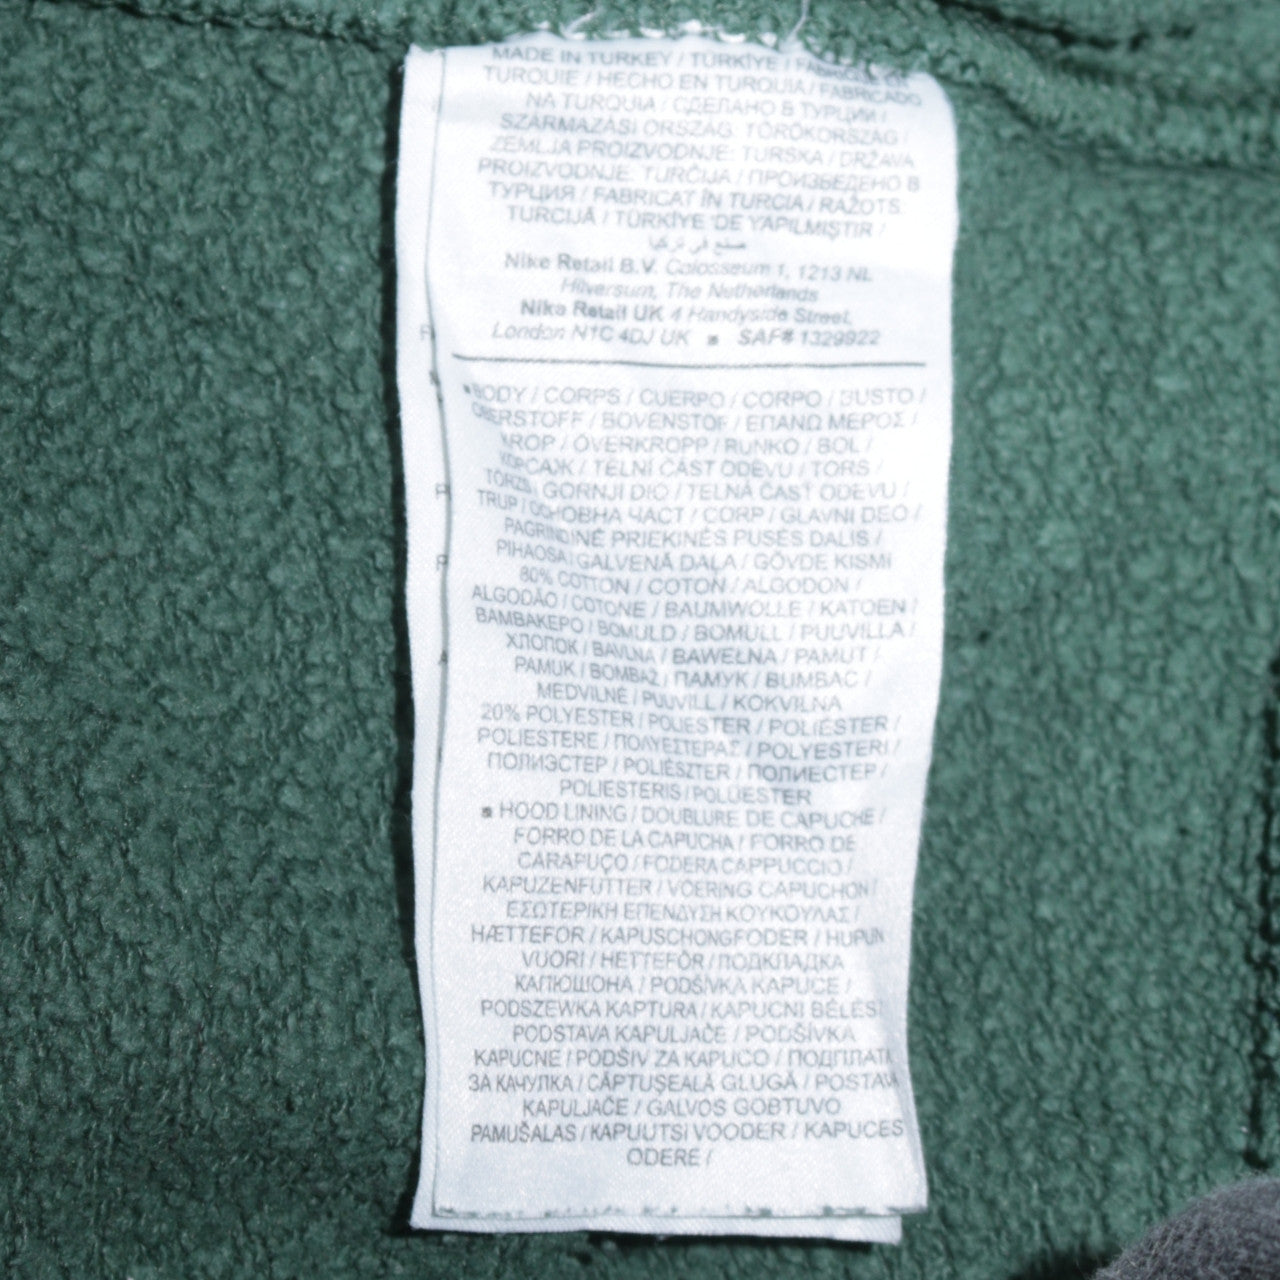 MADE IN TURKEY / TÜRKİYE / FABRIQUÉ EN
TURQUIE / HECHO EN TURQUIA / FABRICADO
NA TURQUIA / СДЕЛАНО В ТУРЦИИ /
SZÁRMAZÁSI ORSZÁG: TÖRÖKORSZÁG /
ZEMLJA PROIZVODNJE: TURSKA / DRŽAVA
PROIZVODNJE: TURČIJA / ПРОИЗВЕДЕНО В
ТУРЦИЯ / FABRICAT ÎN TURCIA / RAŽOTS
TURCIJĀ / TÜRKİYE'DE YAPILMIŞTIR /
صنع في تركيا
Nike Retail B.V. Colosseum 1, 1213 NL
Hilversum, The Netherlands
Nike Retail UK 4 Handyside Street,
London N1C 4DJ UK ▪ SAF# 1329922
▪BODY / CORPS / CUERPO / CORPO / BUSTO /
OBERSTOFF / BOVENSTOF / ΕΠΑΝΩ ΜΕΡΟΣ /
KROP / ÖVERKROPP / RUNKO / BOL /
КОРСАЖ / TĚLNÍ ČÁST ODĚVU / TORS /
TÖRZS / GORNJI DIO / TELNÁ ČASŤ ODEVU /
TRUP / ОСНОВНА ЧАСТ / CORP / GLAVNI DEO /
PAGRINDINĖ PRIEKINĖS PUSĖS DALIS /
PIHAOSA / GALVENĀ DAĻA / GÖVDE KISMI
80% COTTON / COTON / ALGODON /
ALGODÃO / COTONE / BAUMWOLLE / KATOEN /
ΒΑΜΒΑΚΕΡΟ / BOMULD / BOMULL / PUUVILLA /
ХЛОПОК / BAVLNA / BAWEŁNA / PAMUT /
PAMUK / BOMBAŽ / ПАМУК / BUMBAC /
MEDVILNĖ / PUUVILL / KOKVILNA
20% POLYESTER / POLIESTER / POLIÉSTER /
POLIESTERE / ΠΟΛΥΕΣΤΕΡΑΣ / POLYESTERI /
ПОЛИЭСТЕР / POLIÉSZTER / ПОЛИЕСТЕР /
POLIESTERIS / POLÜESTER
▪ HOOD LINING / DOUBLURE DE CAPUCHE /
FORRO DE LA CAPUCHA / FORRO DE
CARAPUÇO / FODERA CAPPUCCIO /
KAPUZENFUTTER / VOERING CAPUCHON /
ΕΣΩΤΕΡΙΚΗ ΕΠΕΝΔΥΣΗ ΚΟΥΚΟΥΛΑΣ /
HÆTTEFOR / KAPUSCHONGFODER / HUPUN
VUORI / HETTEFÔR / ПОДКЛАДКА
КАПЮШОНА / PODŠÍVKA KAPUCE /
PODSZEWKA KAPTURA / KAPUCNI BÉLÉS
PODSTAVA KAPULJAČE / PODŠÍVKA
KAPUCNE / PODŠIV ZA KAPUCO / ПОДПЛАТА
ЗА КАЧУЛКА / CĂPTUȘEALĂ GLUGĂ / POSTAVA
KAPULJAČE / GALVOS GOBTUVO
PAMUŠALAS / KAPUUTSI VOODER / KAPUCES
ODERE /